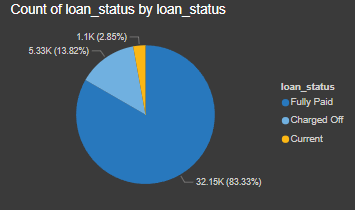 Count of loan_status by loan_status
1.1K (2.85%)
5.33K (13.82%)
loan_status
Fully Paid
Charged Off
Current
32.15K (83.33%)